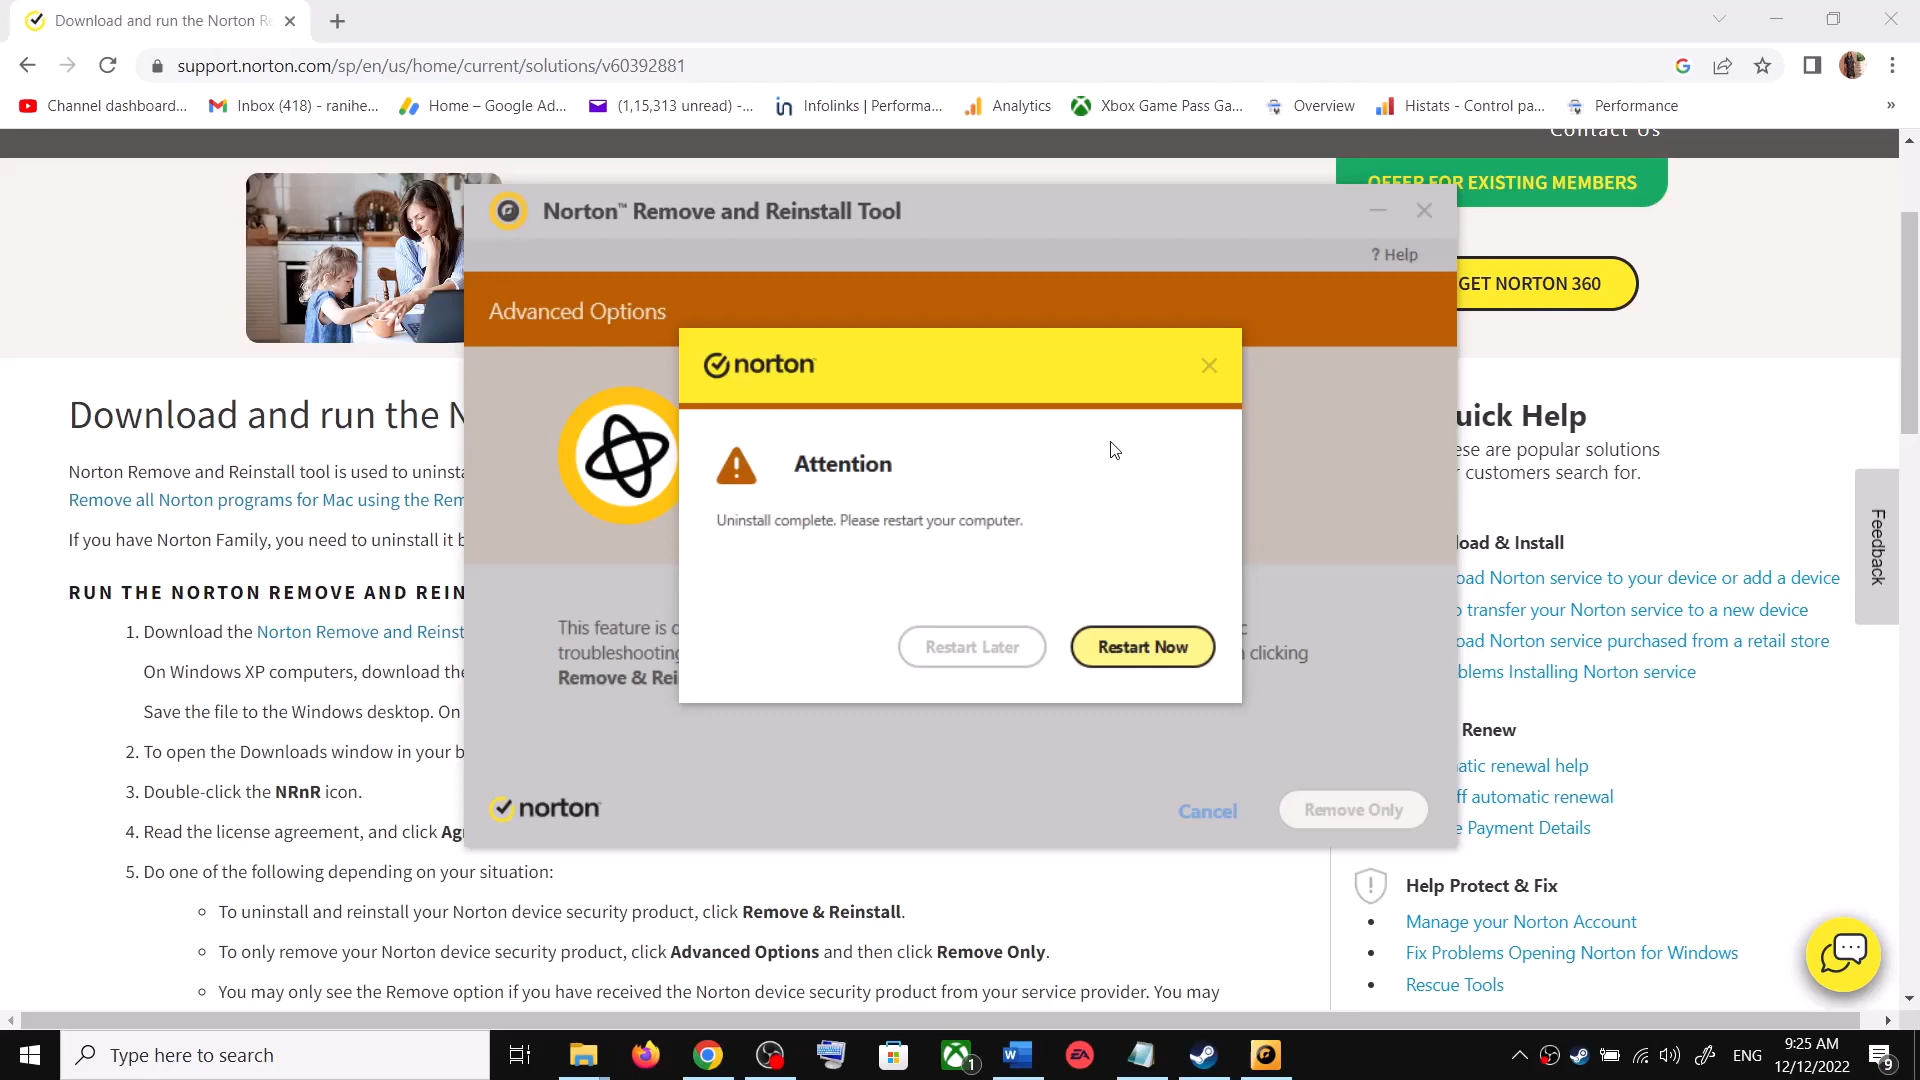 Download and run the Norton Re
support.norton.com/sp/en/us/home/current/solutions/v60392881
Channel dashboard...
Inbox (418) - ranihe...
Home – Google Ad...
(1,15,313 unread) -...
Infolinks | Performa...
Analytics
Xbox Game Pass Ga...
Overview
Histats - Control pa...
Performance
»
Contact Us
OFFER FOR EXISTING MEMBERS
GET NORTON 360
Norton™ Remove and Reinstall Tool
? Help
Advanced Options
norton
Attention
Uninstall complete. Please restart your computer.
Restart Later
Restart Now
This feature is
troubleshooting
clicking
Remove & Rei
norton
Cancel
Remove Only
Download and run the N
Norton Remove and Reinstall tool is used to uninsta
Remove all Norton programs for Mac using the Rem
If you have Norton Family, you need to uninstall it b
RUN THE NORTON REMOVE AND REIN
1. Download the Norton Remove and Reinst
On Windows XP computers, download the
Save the file to the Windows desktop. On
2. To open the Downloads window in your b
3. Double-click the NRnR icon.
4. Read the license agreement, and click Ag
5. Do one of the following depending on your situation:
To uninstall and reinstall your Norton device security product, click Remove & Reinstall.
To only remove your Norton device security product, click Advanced Options and then click Remove Only.
You may only see the Remove option if you have received the Norton device security product from your service provider. You may
uick Help
ese are popular solutions
r customers search for.
load & Install
oad Norton service to your device or add a device
o transfer your Norton service to a new device
oad Norton service purchased from a retail store
blems Installing Norton service
Renew
atic renewal help
ff automatic renewal
e Payment Details
Help Protect & Fix
Manage your Norton Account
Fix Problems Opening Norton for Windows
Rescue Tools
Feedback
Type here to search
1
ENG
9:25 AM
12/12/2022
9